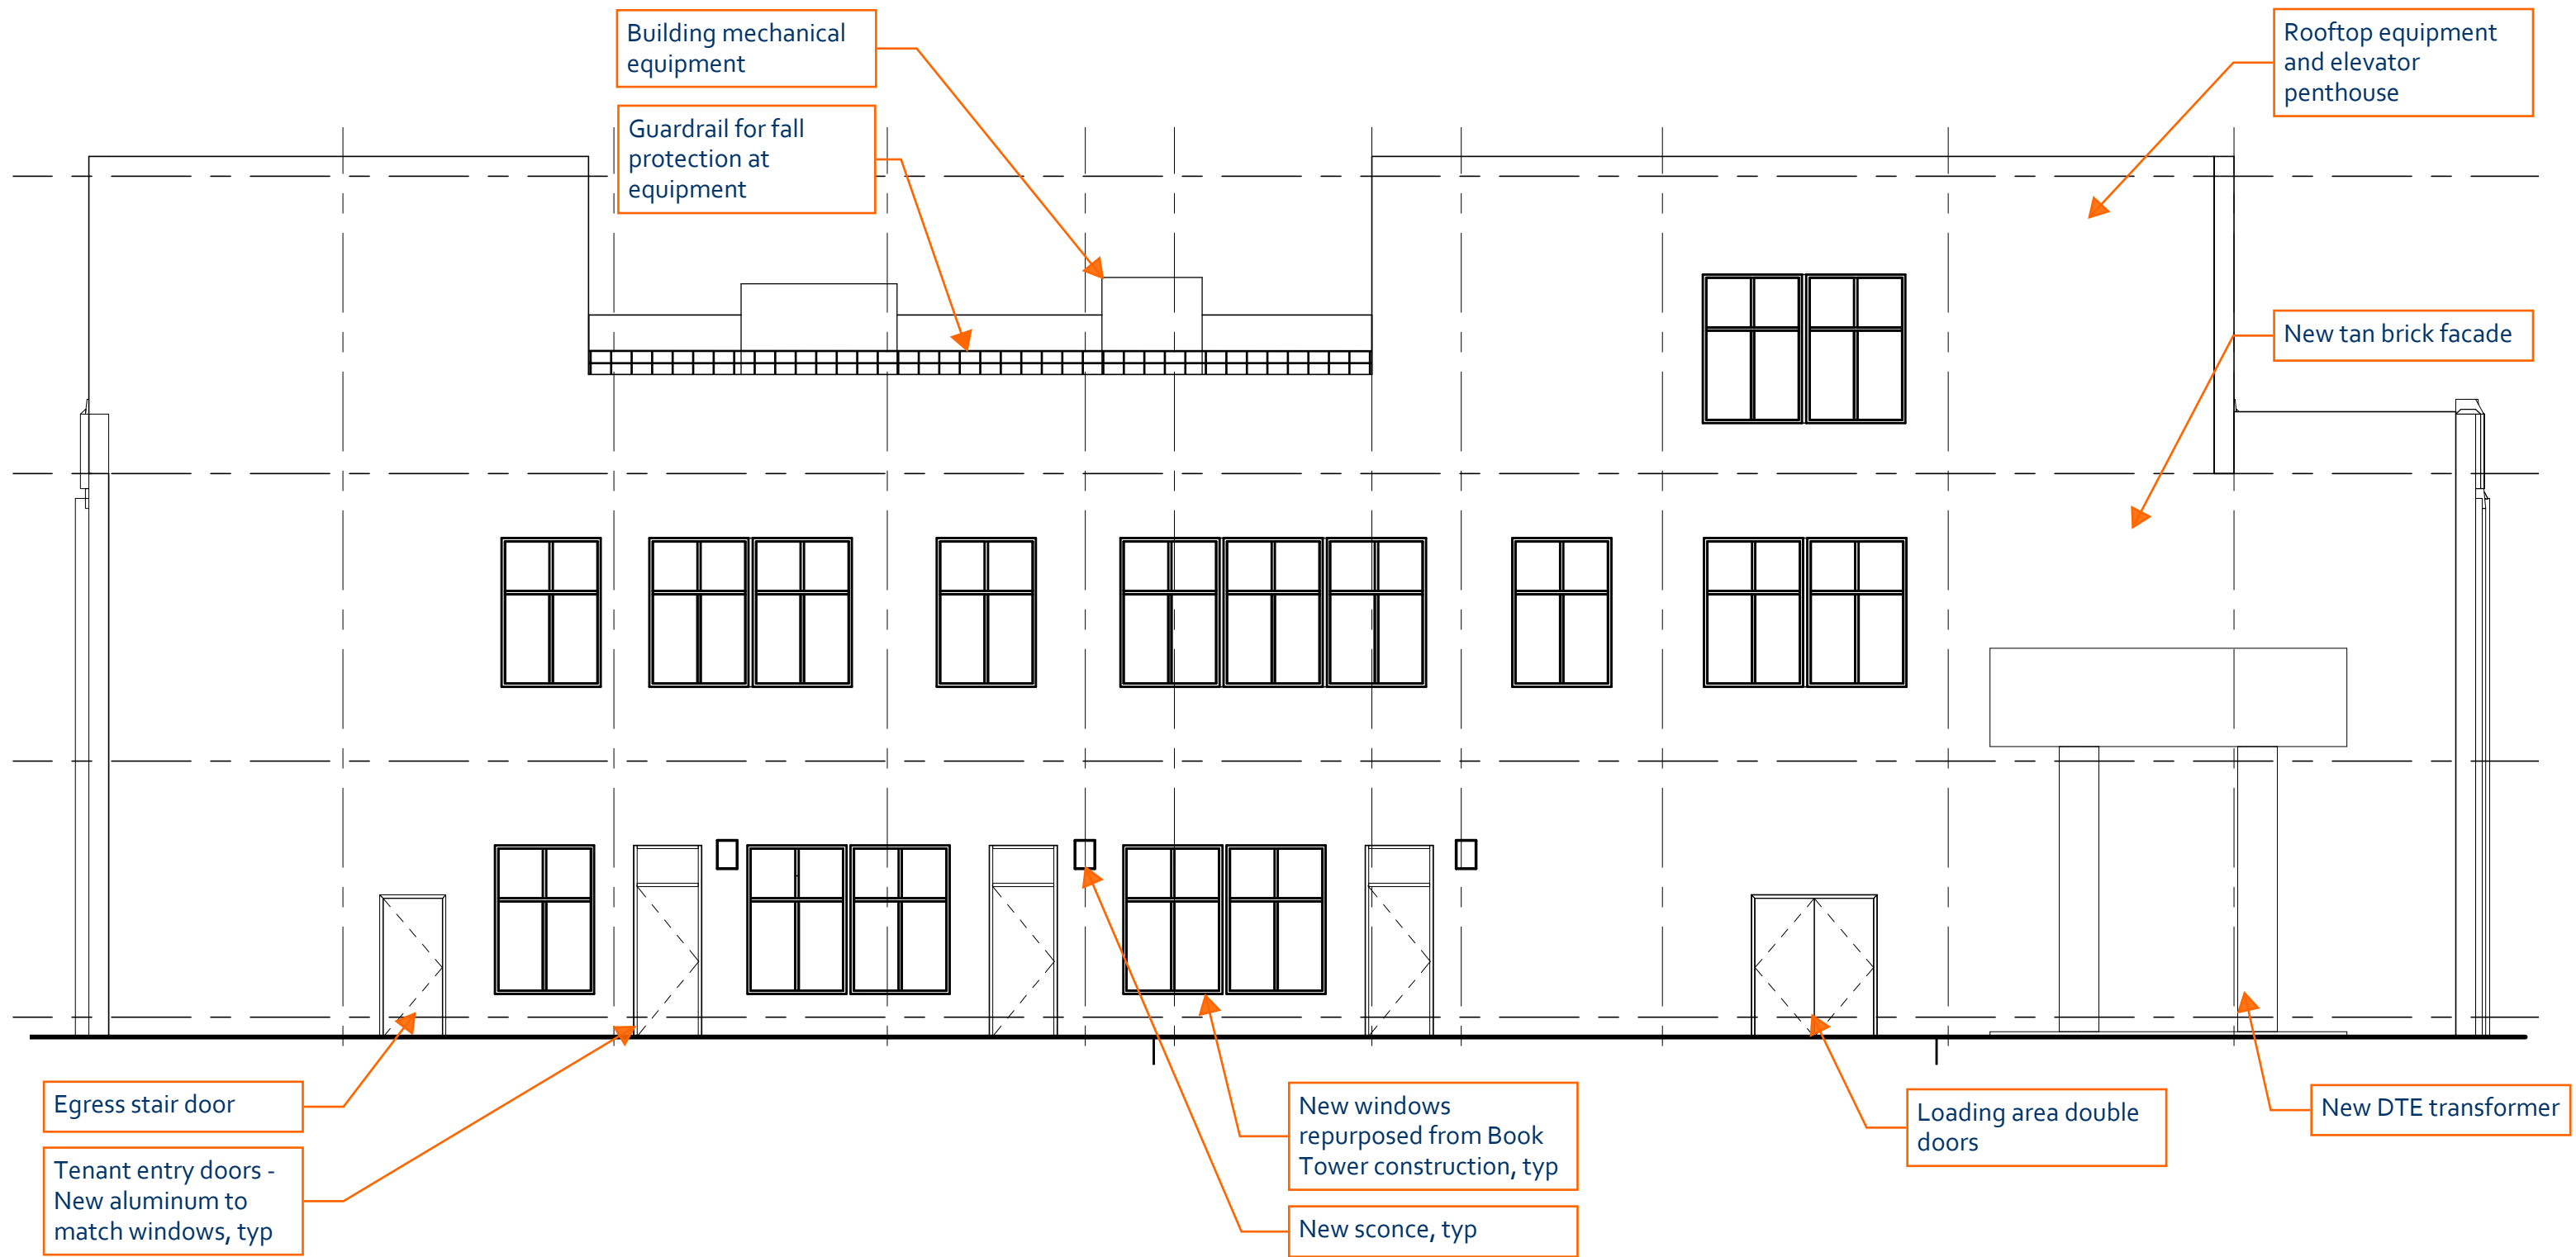 Building mechanical
equipment
Rooftop equipment
and elevator
penthouse
Guardrail for fall
protection at
equipment
New tan brick facade
Egress stair door
Tenant entry doors -
New aluminum to
match windows, typ
New windows
repurposed from Book
Tower construction, typ
New sconce, typ
Loading area double
doors
New DTE transformer